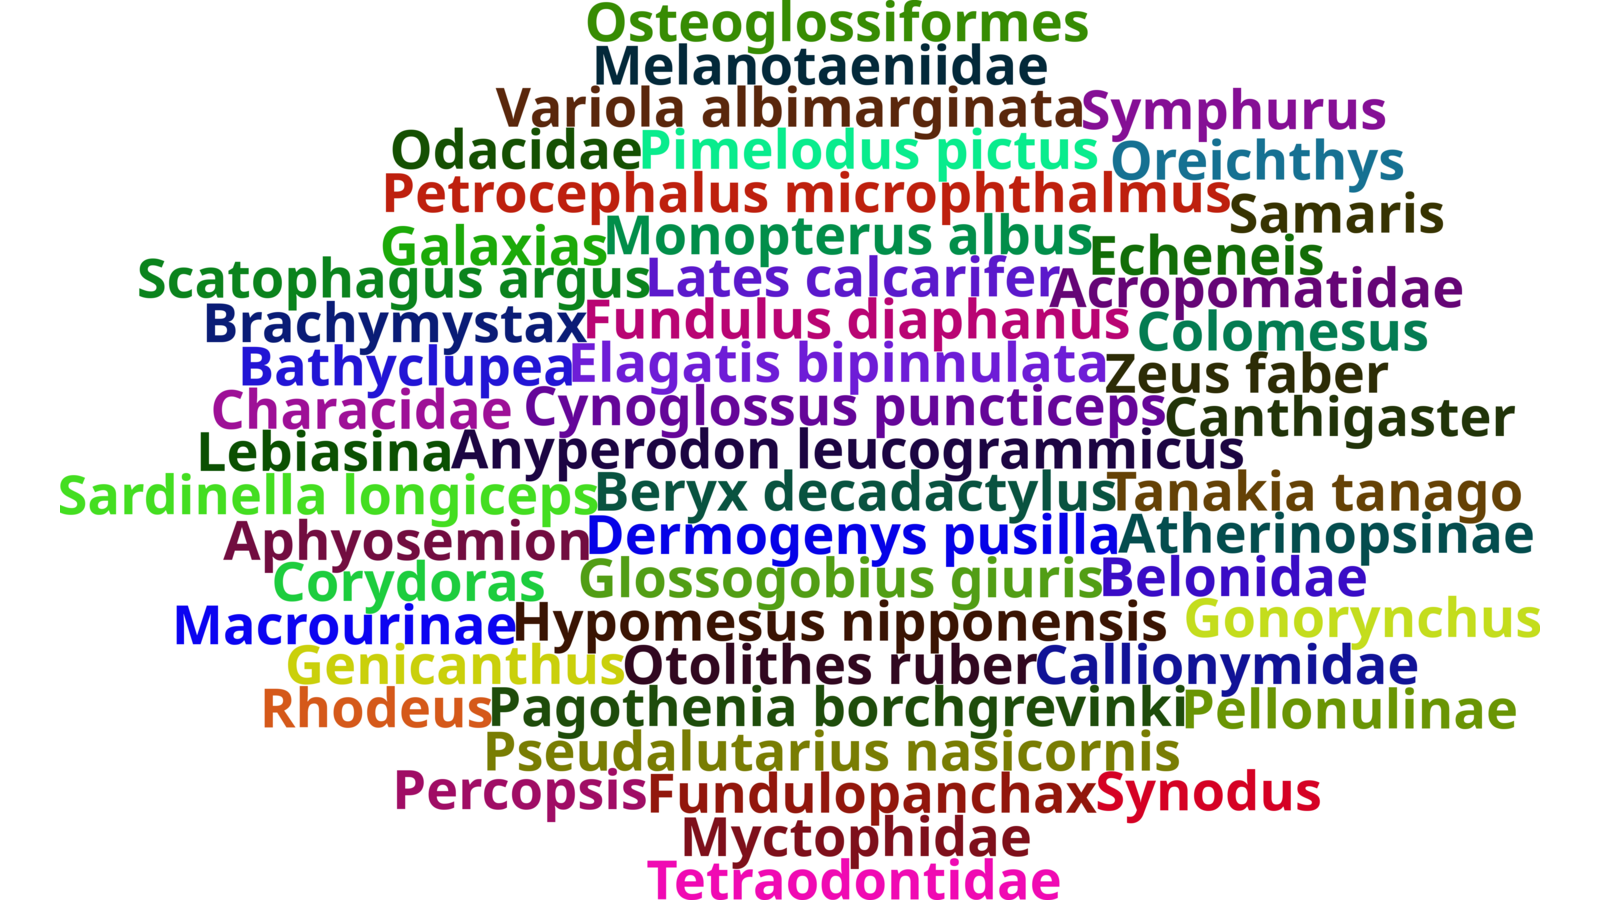 Osteoglossiformes
Melanotaeniidae
Variola albimarginata Symphurus
Odacidae Pimelodus pictus Oreichthys
Petrocephalus microphthalmus Samaris
Galaxias Monopterus albus Echeneis
Scatophagus argus Lates calcarifer Acropomatidae
Brachymystax Fundulus diaphanus Colomesus
Bathyclupea Elagatis bipinnulata Zeus faber
Characidae Cynoglossus puncticeps Canthigaster
Lebiasina Anyperodon leucogrammicus
Sardinella longiceps Beryx decadactylus Tanakia tanago
Aphyosemion Dermogenys pusilla Atherinopsinae
Corydoras Glossogobius giuris Belonidae
Macrourinae Hypomesus nipponensis Gonorynchus
Genicanthus Otolithes ruber Callionymidae
Rhodeus Pagothenia borchgrevinki Pellonulinae
Pseudalutarius nasicornis
Percopsis Fundulopanchax Synodus
Myctophidae
Tetraodontidae